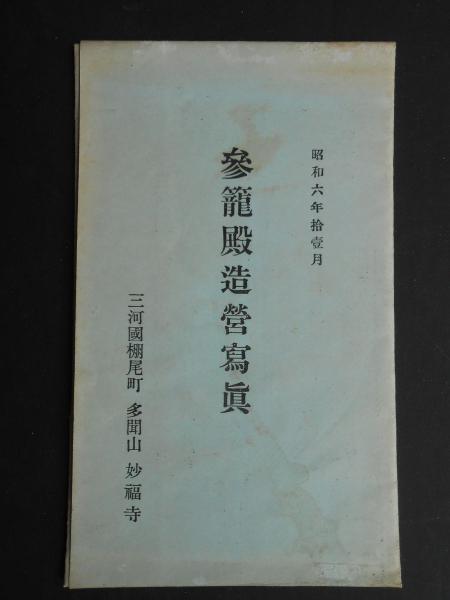 昭和六年拾壹月
參籠殿造營寫眞
三河國棚尾町 多聞山 妙福寺